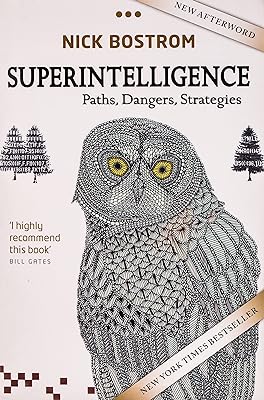 NEW AFTERWORD
NICK BOSTROM
SUPERINTELLIGENCE
Paths, Dangers, Strategies
'I highly
recommend
this book'
BILL GATES
NEW YORK TIMES BESTSELLER